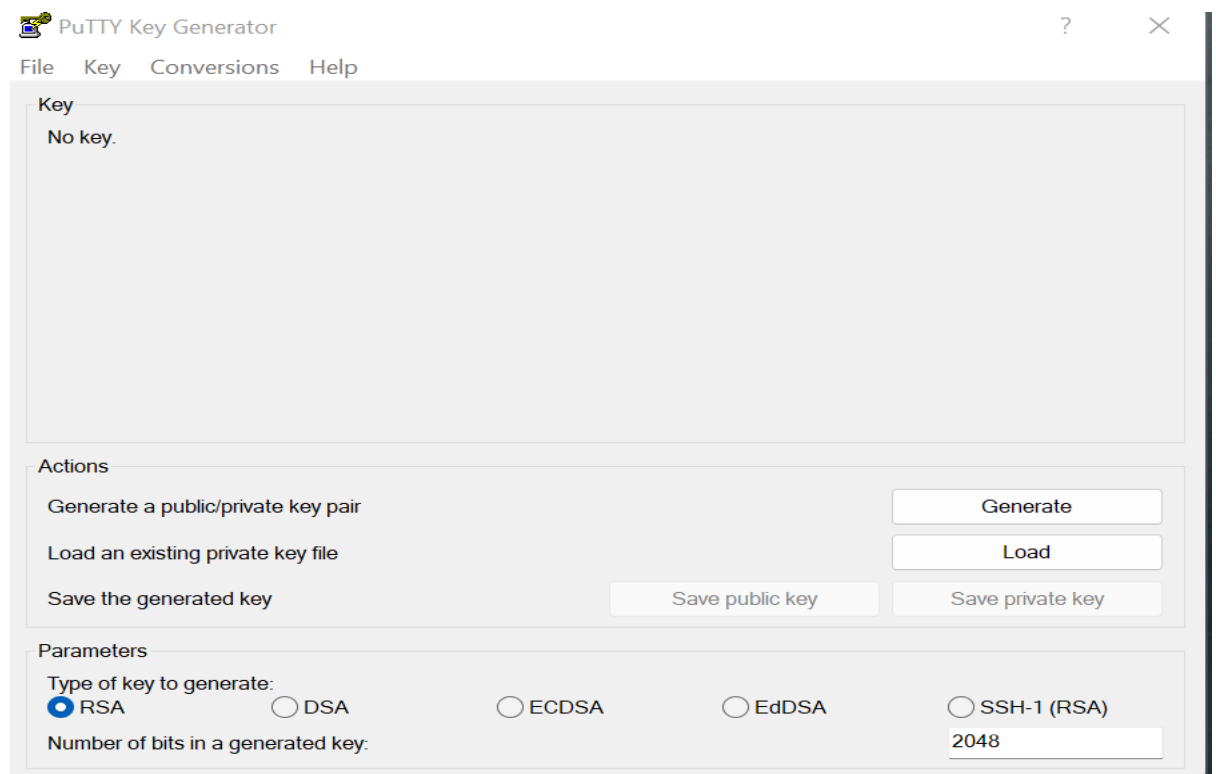 PuTTY Key Generator ?
File Key Conversions Help
Key
No key.
Actions
Generate a public/private key pair Generate
Load an existing private key file Load
Save the generated key Save public key Save private key
Parameters
Type of key to generate:
RSA DSA ECDSA EdDSA SSH-1 (RSA)
Number of bits in a generated key: 2048